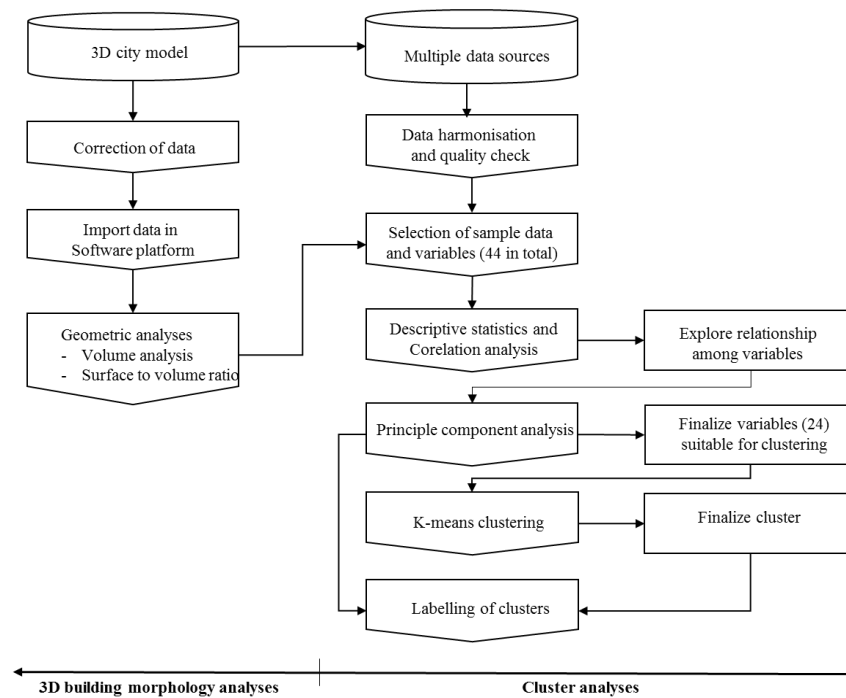 3D city model
Multiple data sources
Correction of data
Data harmonisation
and quality check
Import data in
Software platform
Selection of sample data
and variables (44 in total)
Geometric analyses
- Volume analysis
- Surface to volume ratio
Descriptive statistics and
Corelation analysis
Explore relationship
among variables
Principle component analysis
Finalize variables (24)
suitable for clustering
K-means clustering
Finalize cluster
Labelling of clusters
3D building morphology analyses
Cluster analyses